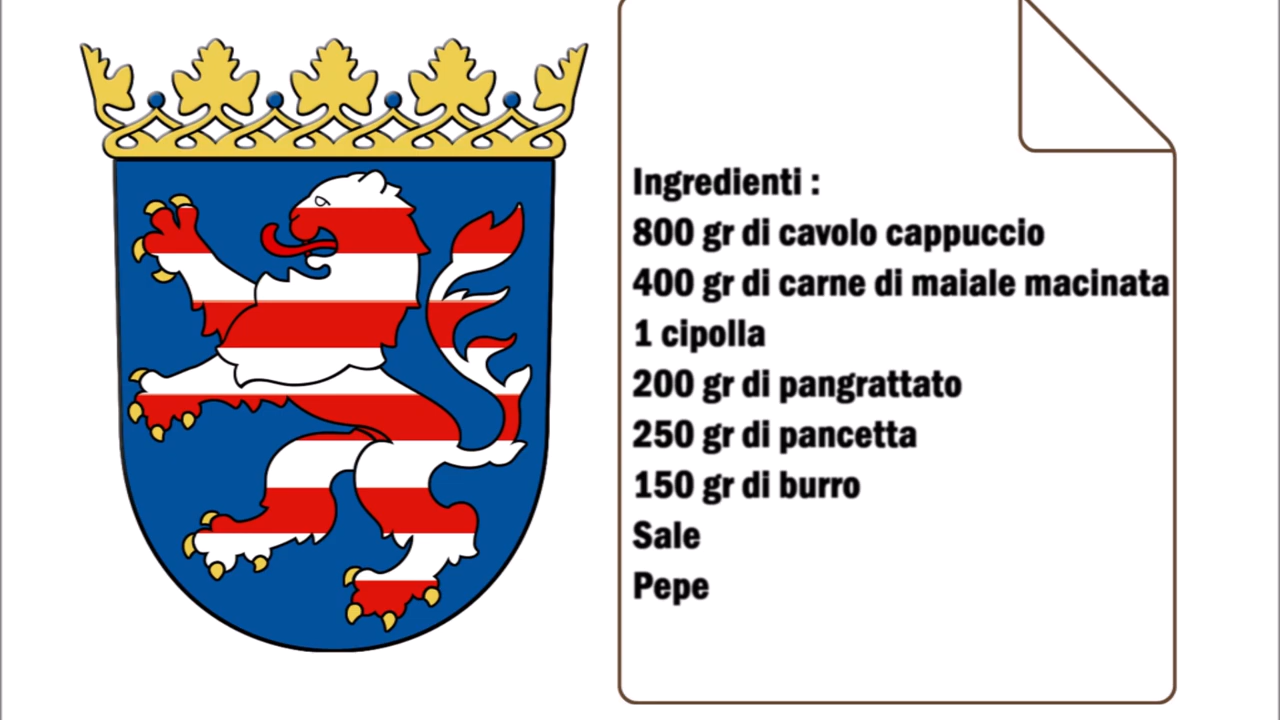 Ingredienti :
800 gr di cavolo cappuccio
400 gr di carne di maiale macinata
1 cipolla
200 gr di pangrattato
250 gr di pancetta
150 gr di burro
Sale
Pepe